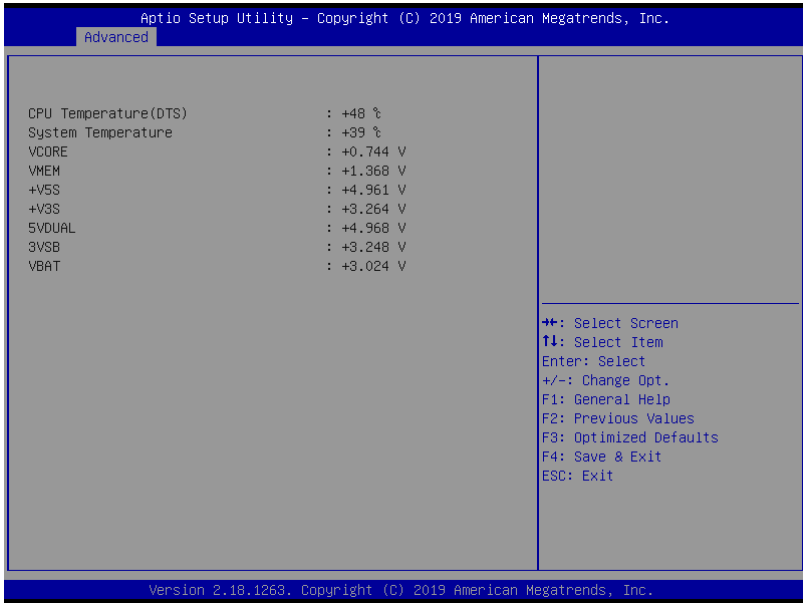 Aptio Setup Utility – Copyright (C) 2019 American Megatrends, Inc.
Advanced
CPU Temperature(DTS) : +48 ℃
System Temperature : +39 ℃
VCORE : +0.744 V
VMEM : +1.368 V
+V5S : +4.961 V
+V3S : +3.264 V
5VDUAL : +4.968 V
3VSB : +3.248 V
VBAT : +3.024 V
→←: Select Screen
↑↓: Select Item
Enter: Select
+/-: Change Opt.
F1: General Help
F2: Previous Values
F3: Optimized Defaults
F4: Save & Exit
ESC: Exit
Version 2.18.1263. Copyright (C) 2019 American Megatrends, Inc.